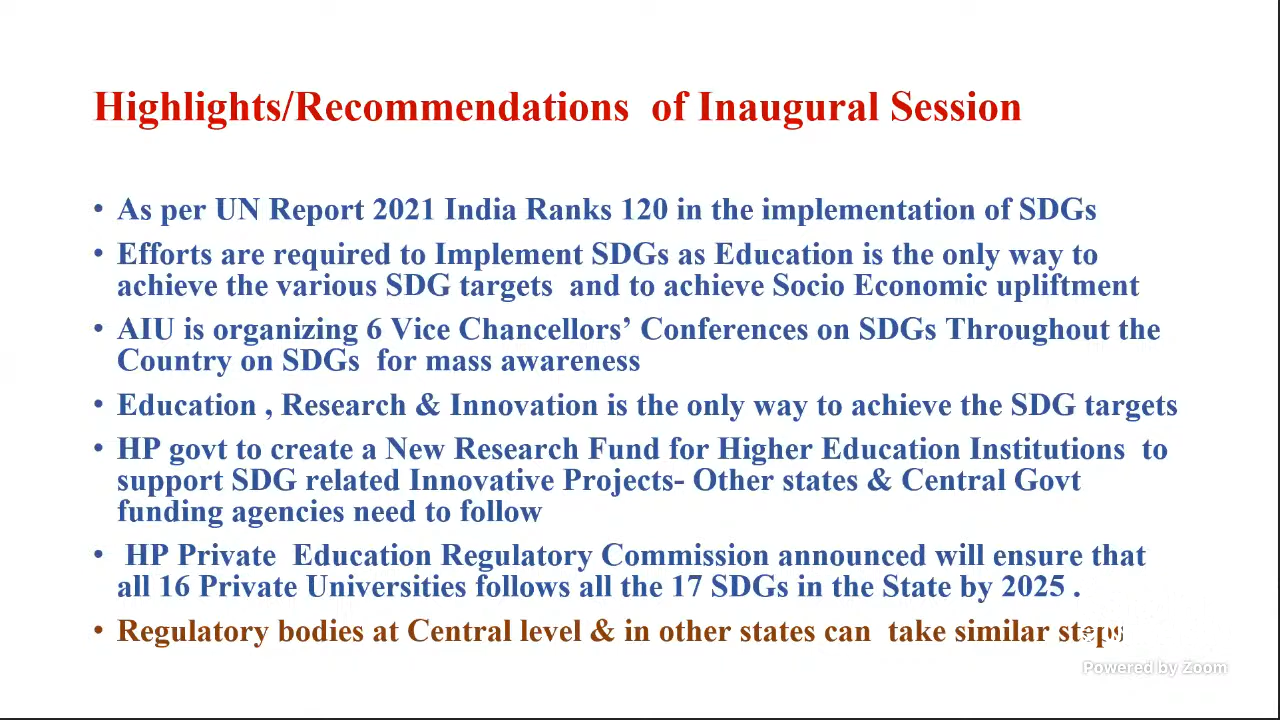 Highlights/Recommendations of Inaugural Session
• As per UN Report 2021 India Ranks 120 in the implementation of SDGs
• Efforts are required to Implement SDGs as Education is the only way to
achieve the various SDG targets and to achieve Socio Economic upliftment
• AIU is organizing 6 Vice Chancellors’ Conferences on SDGs Throughout the
Country on SDGs for mass awareness
• Education , Research & Innovation is the only way to achieve the SDG targets
• HP govt to create a New Research Fund for Higher Education Institutions to
support SDG related Innovative Projects- Other states & Central Govt
funding agencies need to follow
• HP Private Education Regulatory Commission announced will ensure that
all 16 Private Universities follows all the 17 SDGs in the State by 2025 .
• Regulatory bodies at Central level & in other states can take similar
Powered by Zoom